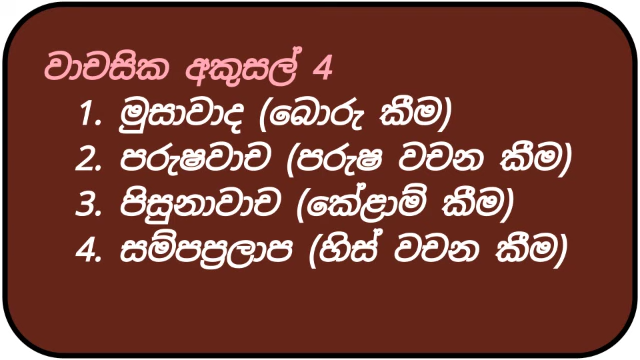 වාචසික අකුසල් 4
1. මුසාවාද (බොරු කීම)
2. පරුෂවාච (පරුෂ වචන කීම)
3. පිසුනාවාච (කේළාම් කීම)
4. සම්පප්‍රලාප (හිස් වචන කීම)